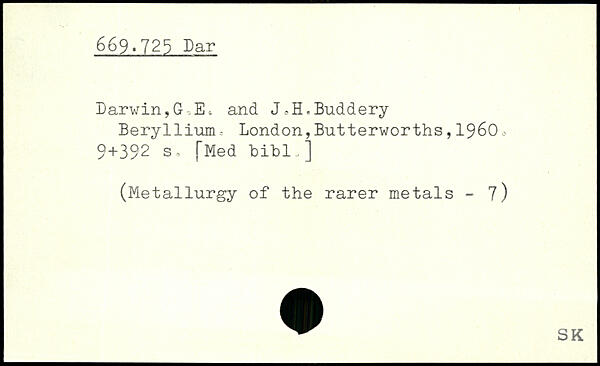 669.725 Dar
Darwin,G.E. and J.H.Buddery
Beryllium. London,Butterworths,1960.
9+392 s. [Med bibl.]
(Metallurgy of the rarer metals - 7)
SK